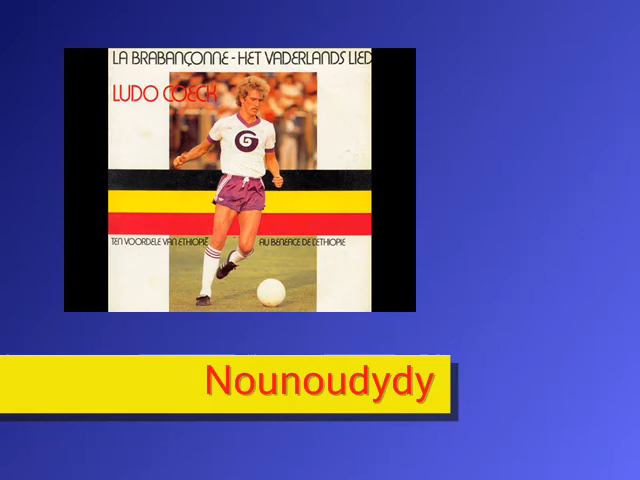 LA BRABANÇONNE - HET VADERLANDS LIED
LUDO COECK
G
TEN VOORDELE VAN ETHIOPIË
AU BENEFICE DE L'ETHIOPIE
Nounoudydy